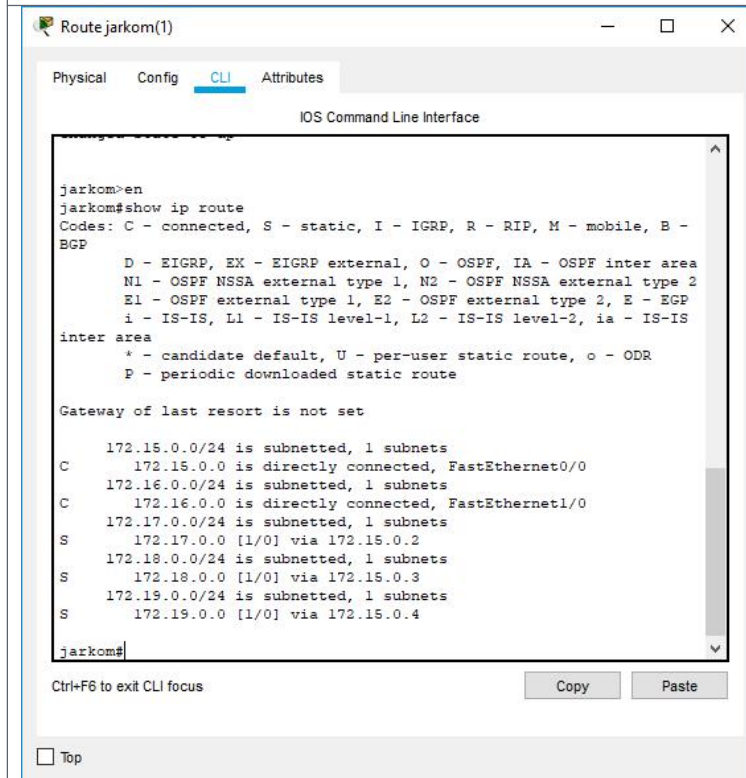 Route jarkom(1)
Physical Config CLI Attributes
IOS Command Line Interface
jarkom>en
jarkom#show ip route
Codes: C - connected, S - static, I - IGRP, R - RIP, M - mobile, B -
BGP
D - EIGRP, EX - EIGRP external, O - OSPF, IA - OSPF inter area
N1 - OSPF NSSA external type 1, N2 - OSPF NSSA external type 2
E1 - OSPF external type 1, E2 - OSPF external type 2, E - EGP
i - IS-IS, L1 - IS-IS level-1, L2 - IS-IS level-2, ia - IS-IS
inter area
* - candidate default, U - per-user static route, o - ODR
P - periodic downloaded static route
Gateway of last resort is not set
172.15.0.0/24 is subnetted, 1 subnets
C 172.15.0.0 is directly connected, FastEthernet0/0
172.16.0.0/24 is subnetted, 1 subnets
C 172.16.0.0 is directly connected, FastEthernet1/0
172.17.0.0/24 is subnetted, 1 subnets
S 172.17.0.0 [1/0] via 172.15.0.2
172.18.0.0/24 is subnetted, 1 subnets
S 172.18.0.0 [1/0] via 172.15.0.3
172.19.0.0/24 is subnetted, 1 subnets
S 172.19.0.0 [1/0] via 172.15.0.4
jarkom#
Ctrl+F6 to exit CLI focus
Copy Paste
Top